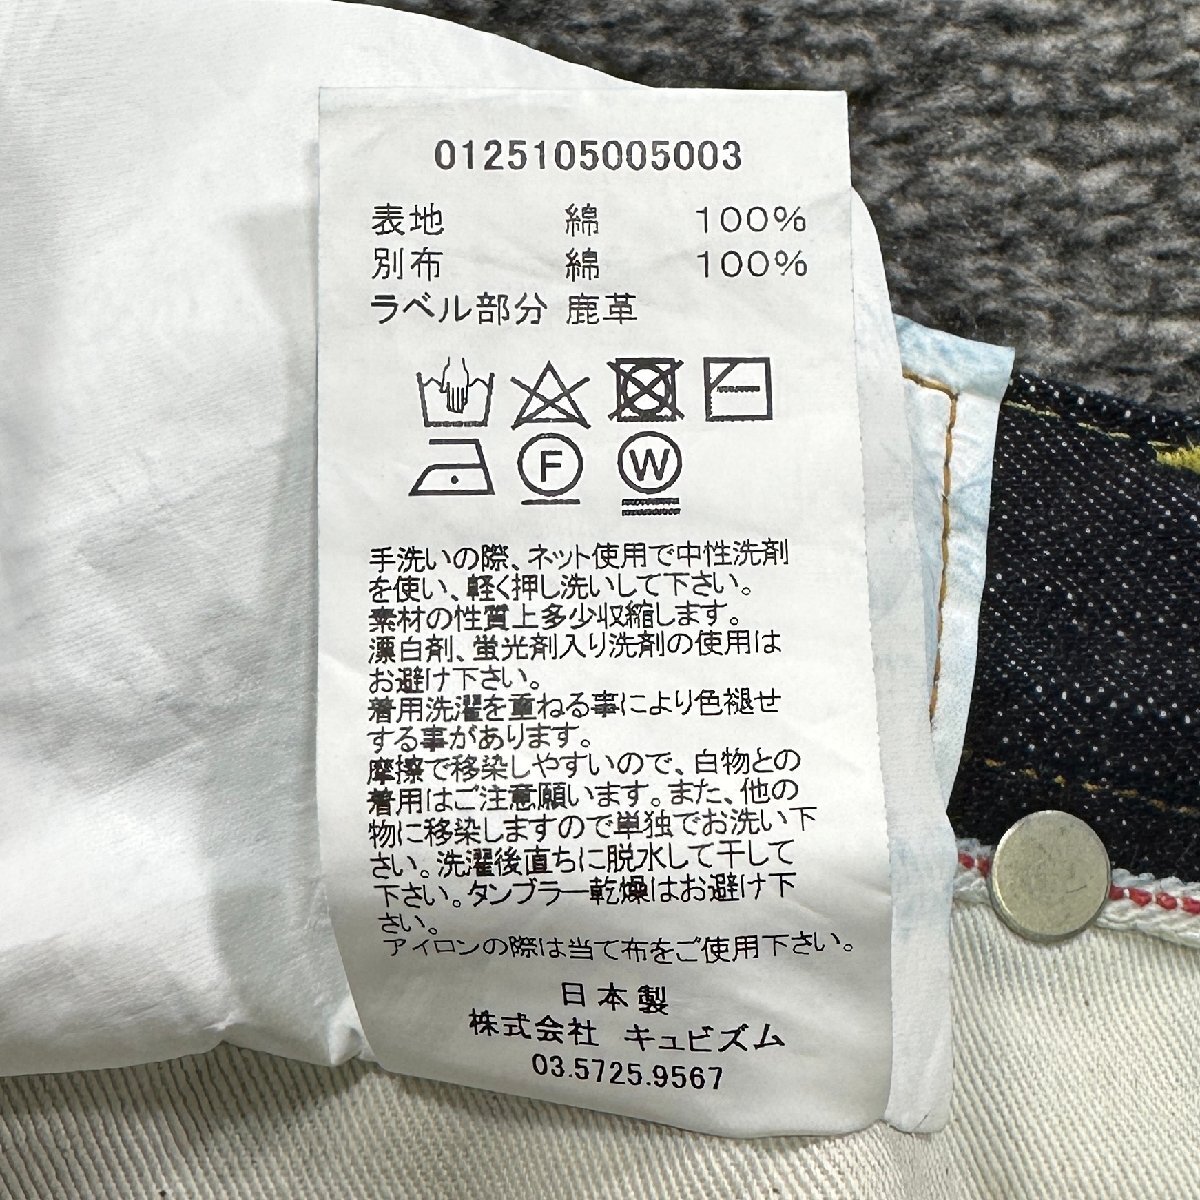 0125105005003
表地 綿 100%
別布 綿 100%
ラベル部分 鹿革
F W
手洗いの際、ネット使用で中性洗剤
を使い、軽く押し洗いして下さい。
素材の性質上多少収縮します。
漂白剤、蛍光剤入り洗剤の使用は
お避け下さい。
着用洗濯を重ねる事により色褪せ
する事があります。
摩擦で移染しやすいので、白物との
着用はご注意願います。また、他の
物に移染しますので単独でお洗い下
さい。洗濯後直ちに脱水して干して
下さい。タンブラー乾燥はお避け下
さい。
アイロンの際は当て布をご使用下さい。
日本製
株式会社 キュビズム
03.5725.9567